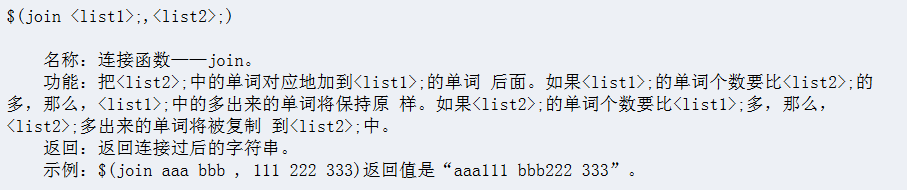 $(join <list1>;,<list2>;)
名称：连接函数——join。
功能：把<list2>;中的单词对应地加到<list1>;的单词 后面。如果<list1>;的单词个数要比<list2>;的
多，那么，<list1>;中的多出来的单词将保持原 样。如果<list2>;的单词个数要比<list1>;多，那么，
<list2>;多出来的单词将被复制 到<list2>;中。
返回：返回连接过后的字符串。
示例：$(join aaa bbb , 111 222 333)返回值是“aaa111 bbb222 333”。